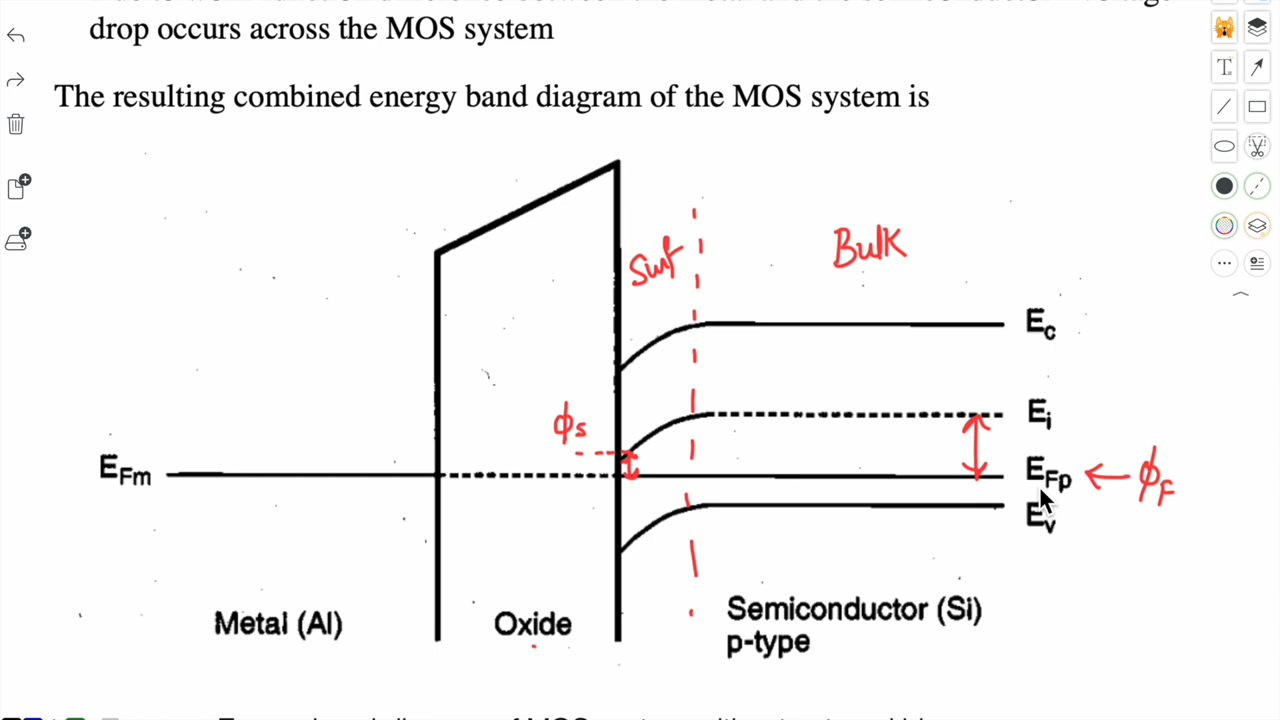 drop occurs across the MOS system
The resulting combined energy band diagram of the MOS system is
Surf
Bulk
Ec
Ei
ϕs
EFm
EFp ← ϕF
Ev
Metal (Al)
Oxide
Semiconductor (Si)
p-type